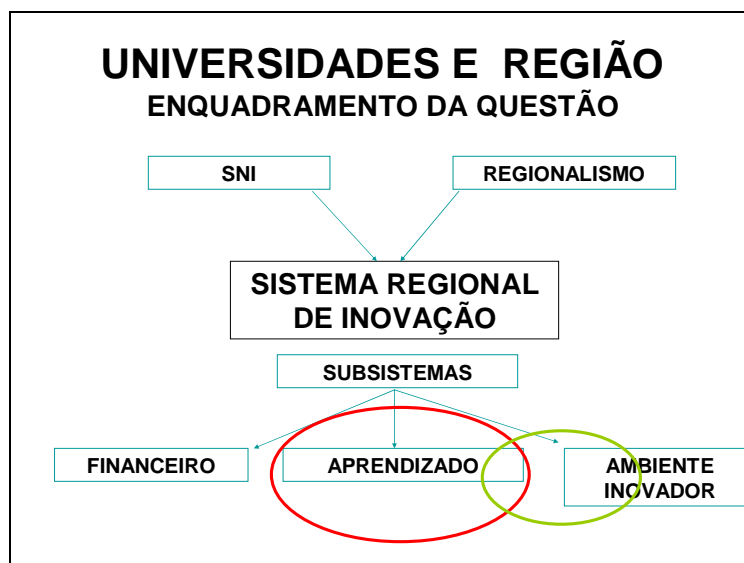 UNIVERSIDADES E REGIÃO
ENQUADRAMENTO DA QUESTÃO
SNI
REGIONALISMO
SISTEMA REGIONAL
DE INOVAÇÃO
SUBSISTEMAS
FINANCEIRO
APRENDIZADO
AMBIENTE
INOVADOR